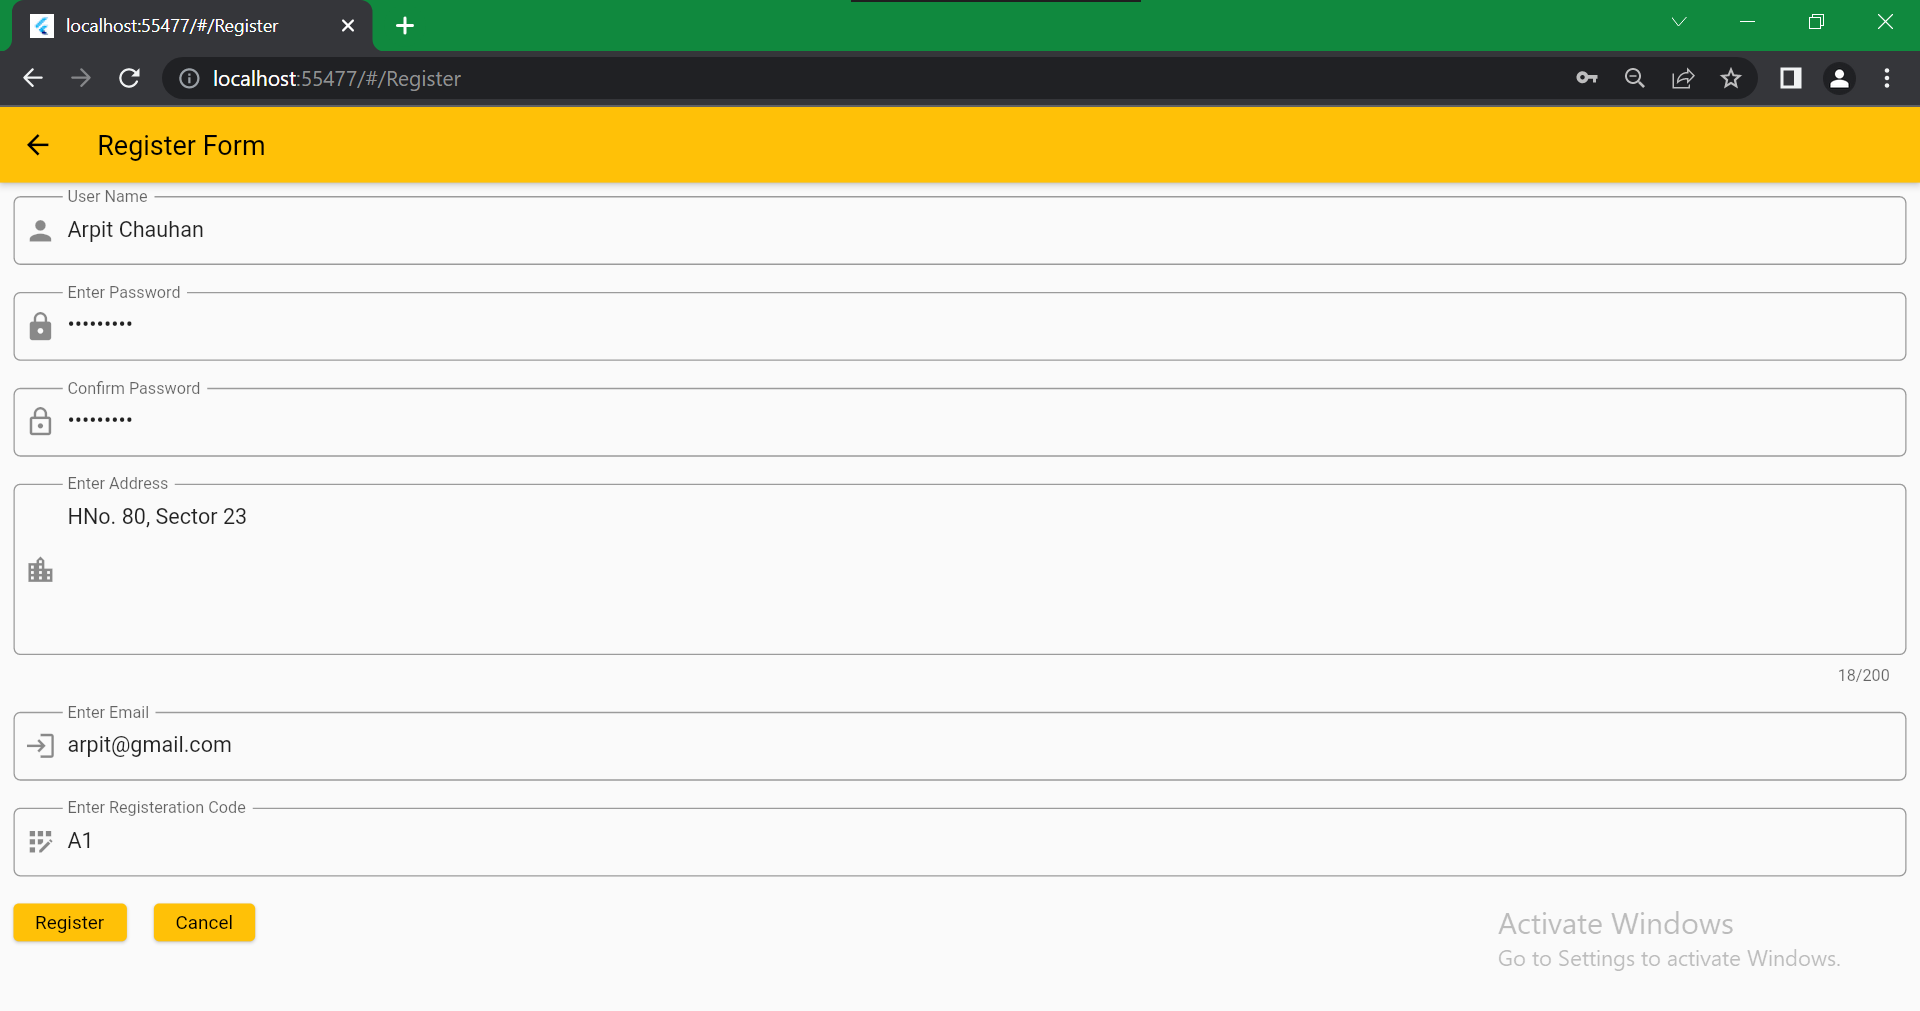 localhost:55477/#/Register
localhost:55477/#/Register
Register Form
User Name
Arpit Chauhan
Enter Password
•••••••••
Confirm Password
•••••••••
Enter Address
HNo. 80, Sector 23
18/200
Enter Email
arpit@gmail.com
Enter Registeration Code
A1
Register
Cancel
Activate Windows
Go to Settings to activate Windows.